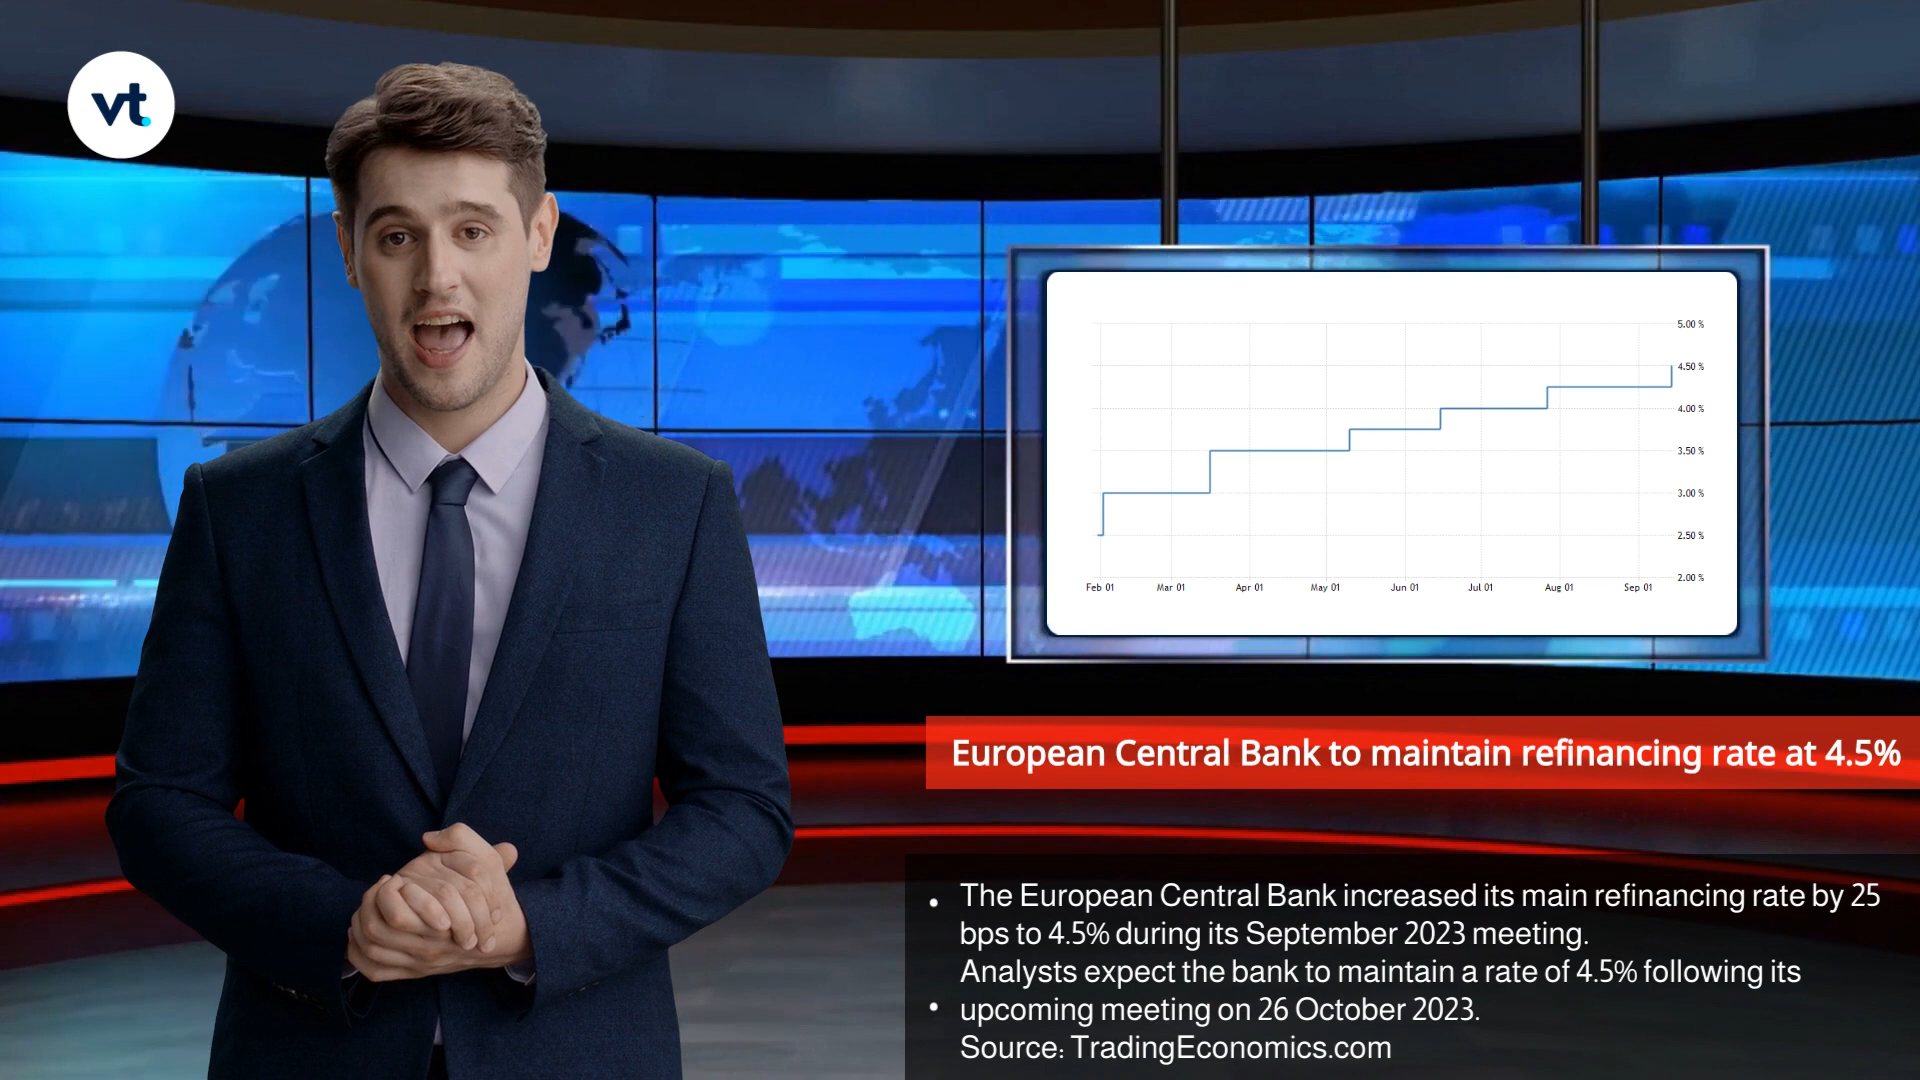 vt.
5.00 %
4.50 %
4.00 %
3.50 %
3.00 %
2.50 %
2.00 %
Feb 01 Mar 01 Apr 01 May 01 Jun 01 Jul 01 Aug 01 Sep 01
European Central Bank to maintain refinancing rate at 4.5%
• The European Central Bank increased its main refinancing rate by 25
bps to 4.5% during its September 2023 meeting.
Analysts expect the bank to maintain a rate of 4.5% following its
• upcoming meeting on 26 October 2023.
Source: TradingEconomics.com